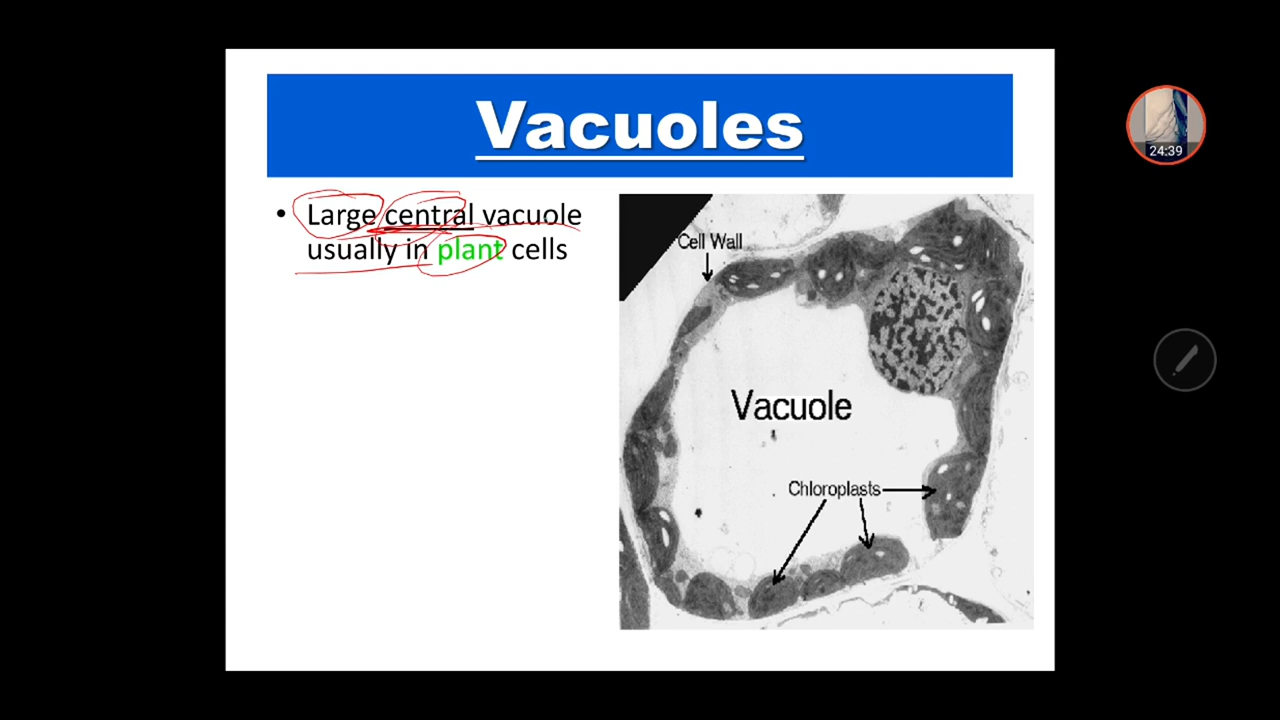 Vacuoles
24:39
• Large central vacuole
usually in plant cells
Cell Wall
Vacuole
Chloroplasts